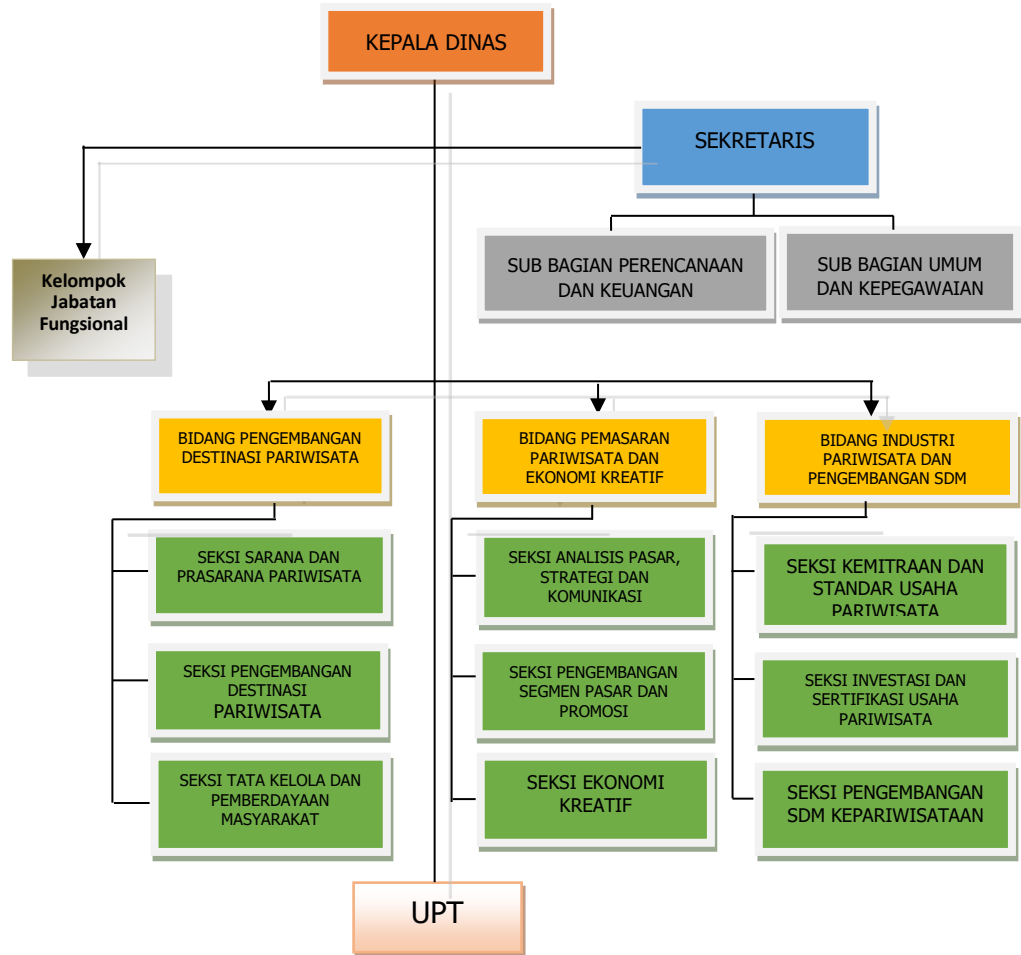 KEPALA DINAS
SEKRETARIS
SUB BAGIAN PERENCANAAN
DAN KEUANGAN
SUB BAGIAN UMUM
DAN KEPEGAWAIAN
Kelompok
Jabatan
Fungsional
BIDANG PENGEMBANGAN
DESTINASI PARIWISATA
BIDANG PEMASARAN
PARIWISATA DAN
EKONOMI KREATIF
BIDANG INDUSTRI
PARIWISATA DAN
PENGEMBANGAN SDM
SEKSI SARANA DAN
PRASARANA PARIWISATA
SEKSI ANALISIS PASAR,
STRATEGI DAN
KOMUNIKASI
SEKSI KEMITRAAN DAN
STANDAR USAHA
PARIWISATA
SEKSI PENGEMBANGAN
DESTINASI
PARIWISATA
SEKSI PENGEMBANGAN
SEGMEN PASAR DAN
PROMOSI
SEKSI INVESTASI DAN
SERTIFIKASI USAHA
PARIWISATA
SEKSI TATA KELOLA DAN
PEMBERDAYAAN
MASYARAKAT
SEKSI EKONOMI
KREATIF
SEKSI PENGEMBANGAN
SDM KEPARIWISATAAN
UPT